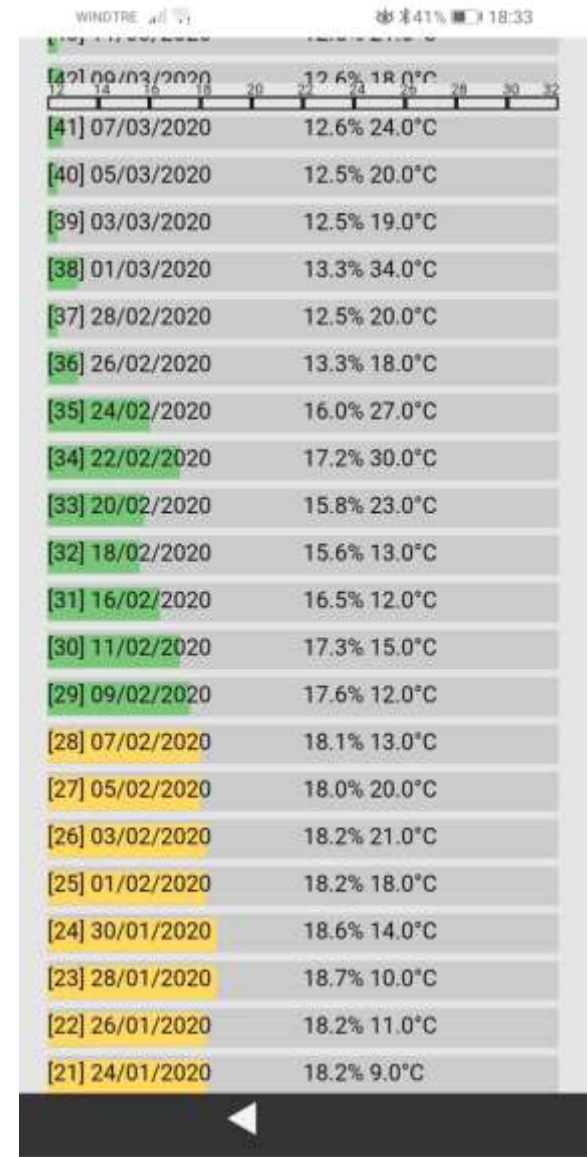 WINDTRE 41% 18:33
[42] 09/03/2020 12.6% 18.0°C
12 14 16 18 20 22 24 26 28 30 32
[41] 07/03/2020 12.6% 24.0°C
[40] 05/03/2020 12.5% 20.0°C
[39] 03/03/2020 12.5% 19.0°C
[38] 01/03/2020 13.3% 34.0°C
[37] 28/02/2020 12.5% 20.0°C
[36] 26/02/2020 13.3% 18.0°C
[35] 24/02/2020 16.0% 27.0°C
[34] 22/02/2020 17.2% 30.0°C
[33] 20/02/2020 15.8% 23.0°C
[32] 18/02/2020 15.6% 13.0°C
[31] 16/02/2020 16.5% 12.0°C
[30] 11/02/2020 17.3% 15.0°C
[29] 09/02/2020 17.6% 12.0°C
[28] 07/02/2020 18.1% 13.0°C
[27] 05/02/2020 18.0% 20.0°C
[26] 03/02/2020 18.2% 21.0°C
[25] 01/02/2020 18.2% 18.0°C
[24] 30/01/2020 18.6% 14.0°C
[23] 28/01/2020 18.7% 10.0°C
[22] 26/01/2020 18.2% 11.0°C
[21] 24/01/2020 18.2% 9.0°C